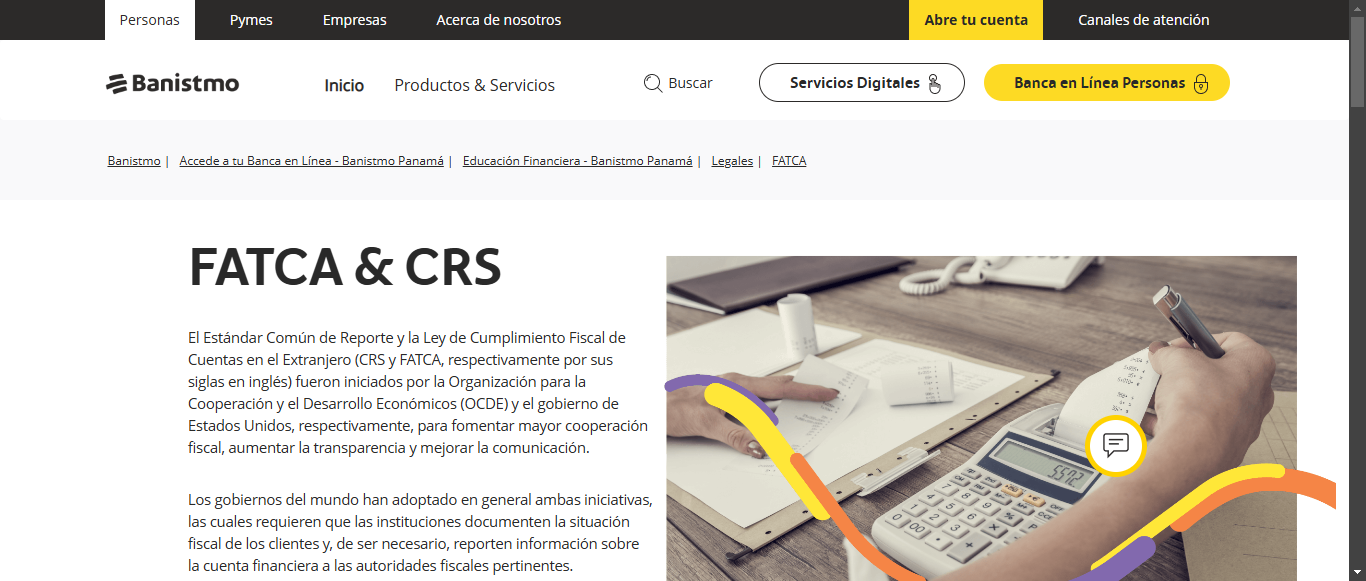 Personas Pymes Empresas Acerca de nosotros Abre tu cuenta Canales de atención
Banistmo Inicio Productos & Servicios Buscar Servicios Digitales Banca en Línea Personas
Banistmo | Accede a tu Banca en Línea - Banistmo Panamá | Educación Financiera - Banistmo Panamá | Legales | FATCA
FATCA & CRS
El Estándar Común de Reporte y la Ley de Cumplimiento Fiscal de
Cuentas en el Extranjero (CRS y FATCA, respectivamente por sus
siglas en inglés) fueron iniciados por la Organización para la
Cooperación y el Desarrollo Económicos (OCDE) y el gobierno de
Estados Unidos, respectivamente, para fomentar mayor cooperación
fiscal, aumentar la transparencia y mejorar la comunicación.
Los gobiernos del mundo han adoptado en general ambas iniciativas,
las cuales requieren que las instituciones documenten la situación
fiscal de los clientes y, de ser necesario, reporten información sobre
la cuenta financiera a las autoridades fiscales pertinentes.